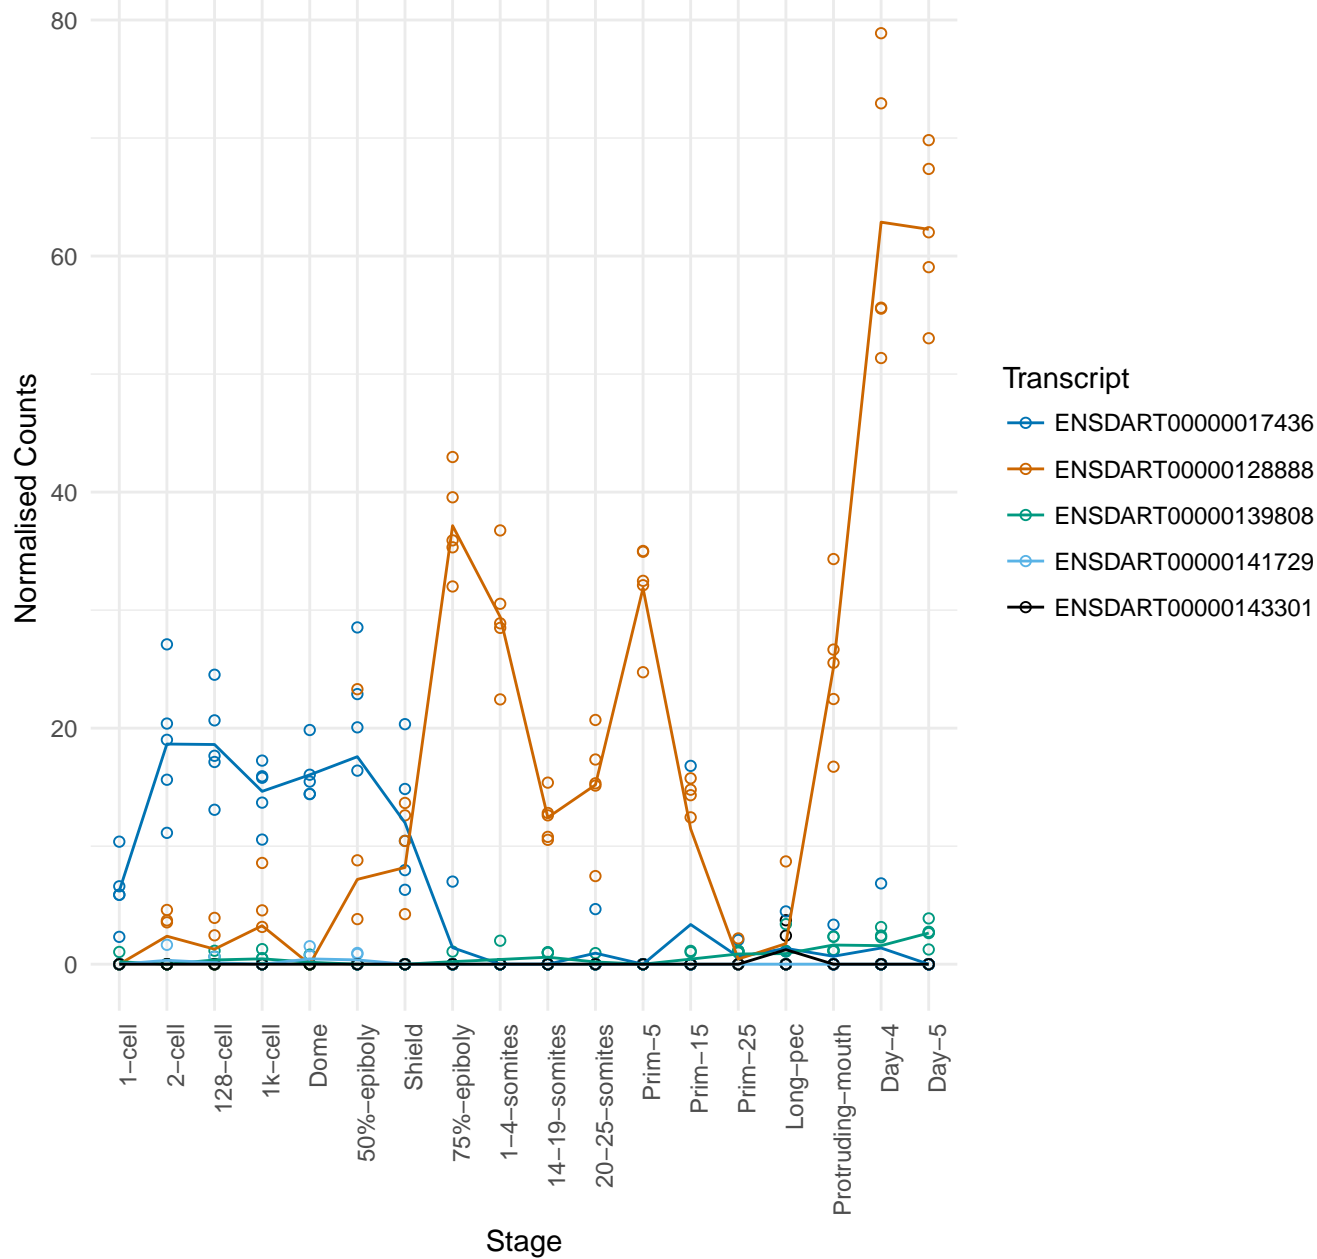 80
60
40
20
0
Normalised Counts
1−cell
2−cell
128−cell
1k−cell
Dome
50%−epiboly
Shield
75%−epiboly
1−4−somites
14−19−somites
20−25−somites
Prim−5
Prim−15
Prim−25
Long−pec
Protruding−mouth
Day−4
Day−5
Stage
Transcript
ENSDART00000017436
ENSDART00000128888
ENSDART00000139808
ENSDART00000141729
ENSDART00000143301